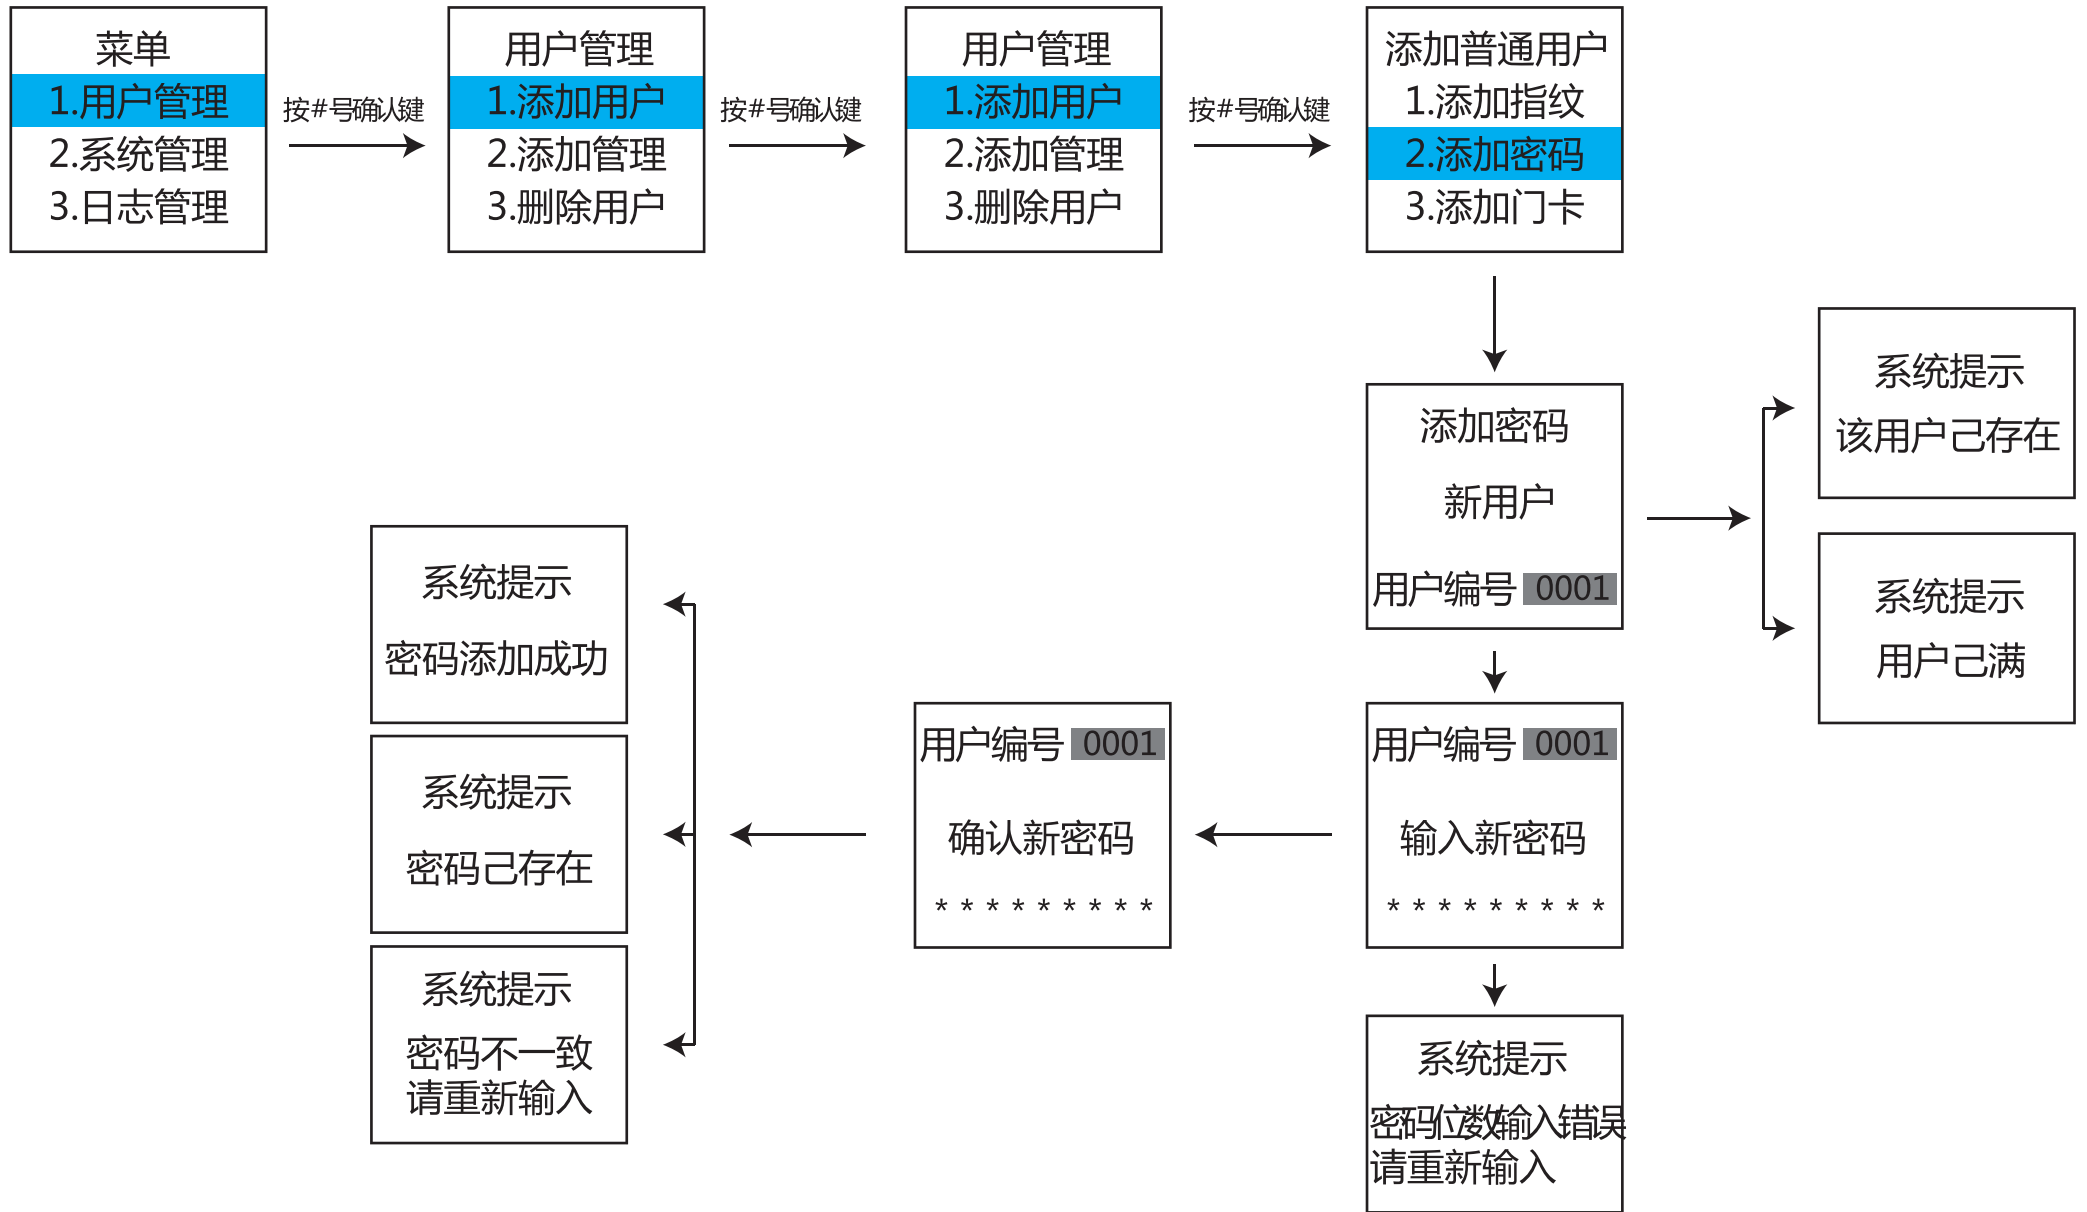 菜单
1.用户管理
2.系统管理
3.日志管理
按#号确认键
用户管理
1.添加用户
2.添加管理
3.删除用户
按#号确认键
用户管理
1.添加用户
2.添加管理
3.删除用户
按#号确认键
添加普通用户
1.添加指纹
2.添加密码
3.添加门卡
添加密码
新用户
用户编号 0001
系统提示
该用户己存在
系统提示
用户己满
用户编号 0001
输入新密码
* * * * * * * * *
系统提示
密码位数输入错误
请重新输入
用户编号 0001
确认新密码
* * * * * * * * *
系统提示
密码添加成功
系统提示
密码己存在
系统提示
密码不一致
请重新输入